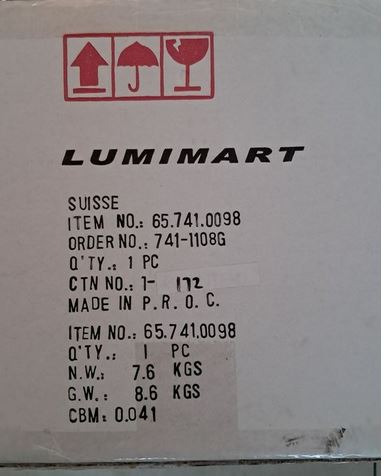 LUMIMART
SUISSE
ITEM NO.: 65.741.0098
ORDER NO.: 741-1108G
Q'TY.: 1 PC
CTN NO.: 1- 172
MADE IN P. R. O. C.
ITEM NO.: 65.741.0098
Q'TY.: 1 PC
N.W.: 7.6 KGS
G.W.: 8.6 KGS
CBM: 0.041